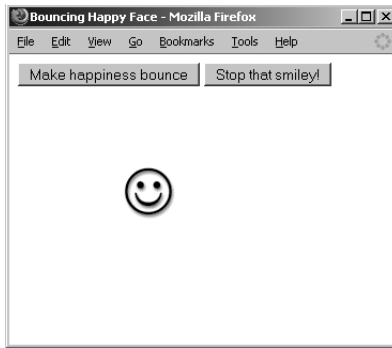 Bouncing Happy Face - Mozilla Firefox
File Edit View Go Bookmarks Tools Help
Make happiness bounce Stop that smiley!